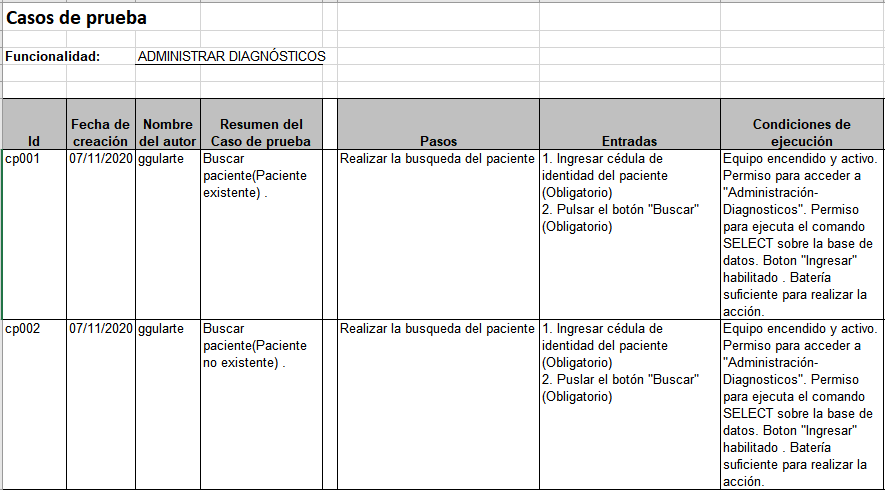 Casos de prueba
Funcionalidad: ADMINISTRAR DIAGNÓSTICOS
Id
Fecha de
creación
Nombre
del autor
Resumen del
Caso de prueba
Pasos
Entradas
Condiciones de
ejecución
cp001
07/11/2020
ggularte
Buscar
paciente(Paciente
existente) .
Realizar la busqueda del paciente
1. Ingresar cédula de
identidad del paciente
(Obligatorio)
2. Pulsar el botón "Buscar"
(Obligatorio)
Equipo encendido y activo.
Permiso para acceder a
"Administración-
Diagnosticos". Permiso
para ejecuta el comando
SELECT sobre la base de
datos. Boton "Ingresar"
habilitado . Batería
suficiente para realizar la
acción.
cp002
07/11/2020
ggularte
Buscar
paciente(Paciente
no existente) .
Realizar la busqueda del paciente
1. Ingresar cédula de
identidad del paciente
(Obligatorio)
2. Puslar el botón "Buscar"
(Obligatorio)
Equipo encendido y activo.
Permiso para acceder a
"Administración-
Diagnosticos". Permiso
para ejecuta el comando
SELECT sobre la base de
datos. Boton "Ingresar"
habilitado . Batería
suficiente para realizar la
acción.